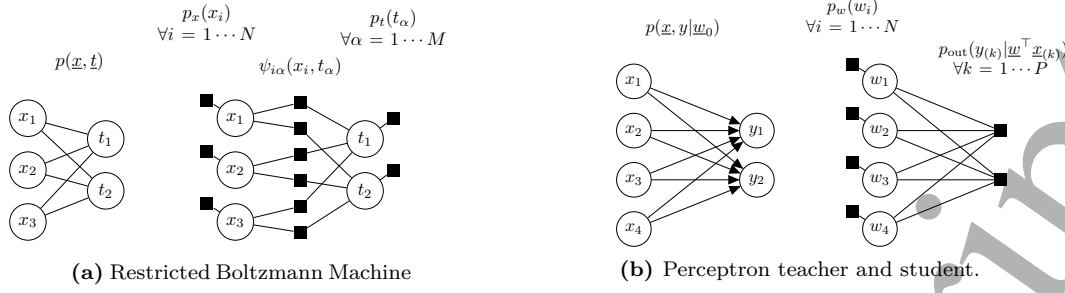 p_x(x_i)
∀i = 1 ⋯ N
p_t(t_α)
∀α = 1 ⋯ M
p(x, t)
ψ_{iα}(x_i, t_α)
x_1
x_2
x_3
t_1
t_2
x_1
x_2
x_3
t_1
t_2
(a) Restricted Boltzmann Machine
p(x, y|w_0)
p_w(w_i)
∀i = 1 ⋯ N
p_out(y_(k)|w^⊤ x_(k))
∀k = 1 ⋯ P
x_1
x_2
x_3
x_4
y_1
y_2
w_1
w_2
w_3
w_4
(b) Perceptron teacher and student.